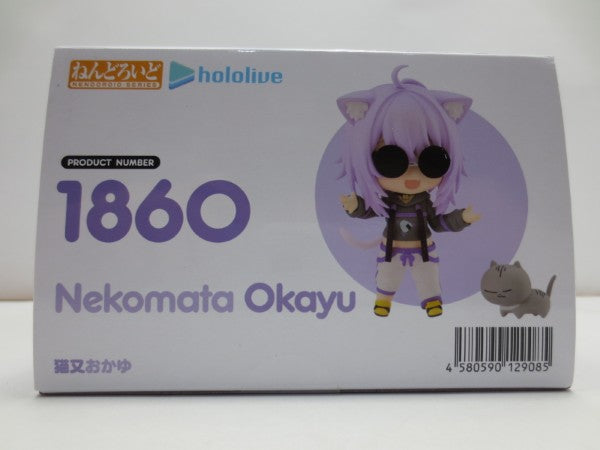 ねんどろいど
NENDOROID SERIES
hololive
PRODUCT NUMBER
1860
Nekomata Okayu
猫又おかゆ
4 580590 129085